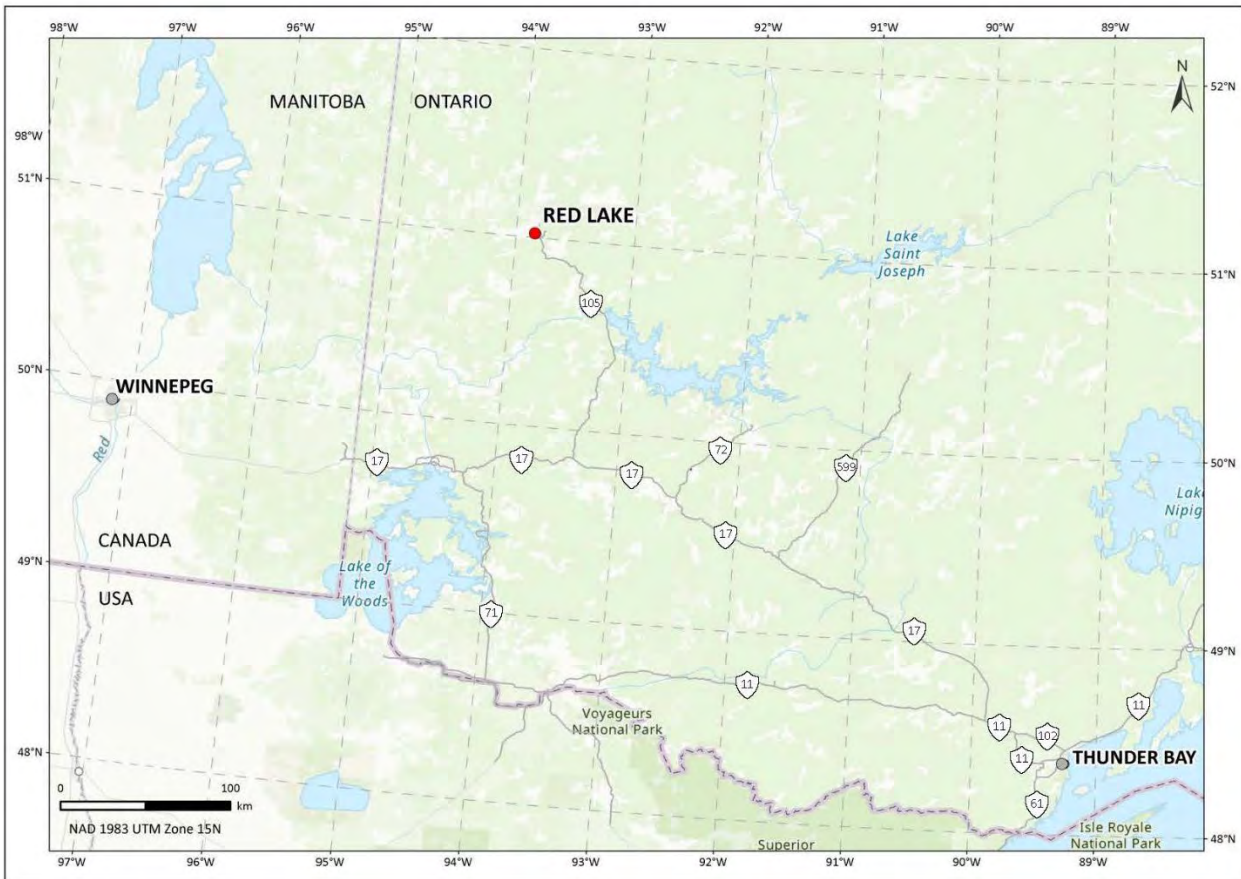 98°W 97°W 96°W 95°W 94°W 93°W 92°W 91°W 90°W 89°W
N
52°N
MANITOBA ONTARIO
98°W
51°N
RED LAKE
Lake
Saint
Joseph
51°N
105
50°N
WINNEPEG
Red
72
17
17
17
599
50°N
Lak
Nipig
17
CANADA
49°N
USA
Lake of
the
Woods
71
17
49°N
11
11
Voyageurs
National Park
11
102
11
48°N
THUNDER BAY
0 100
km
61
NAD 1983 UTM Zone 15N
Isle Royale
National Park
48°N
Superior
97°W 96°W 95°W 94°W 93°W 92°W 91°W 90°W 89°W